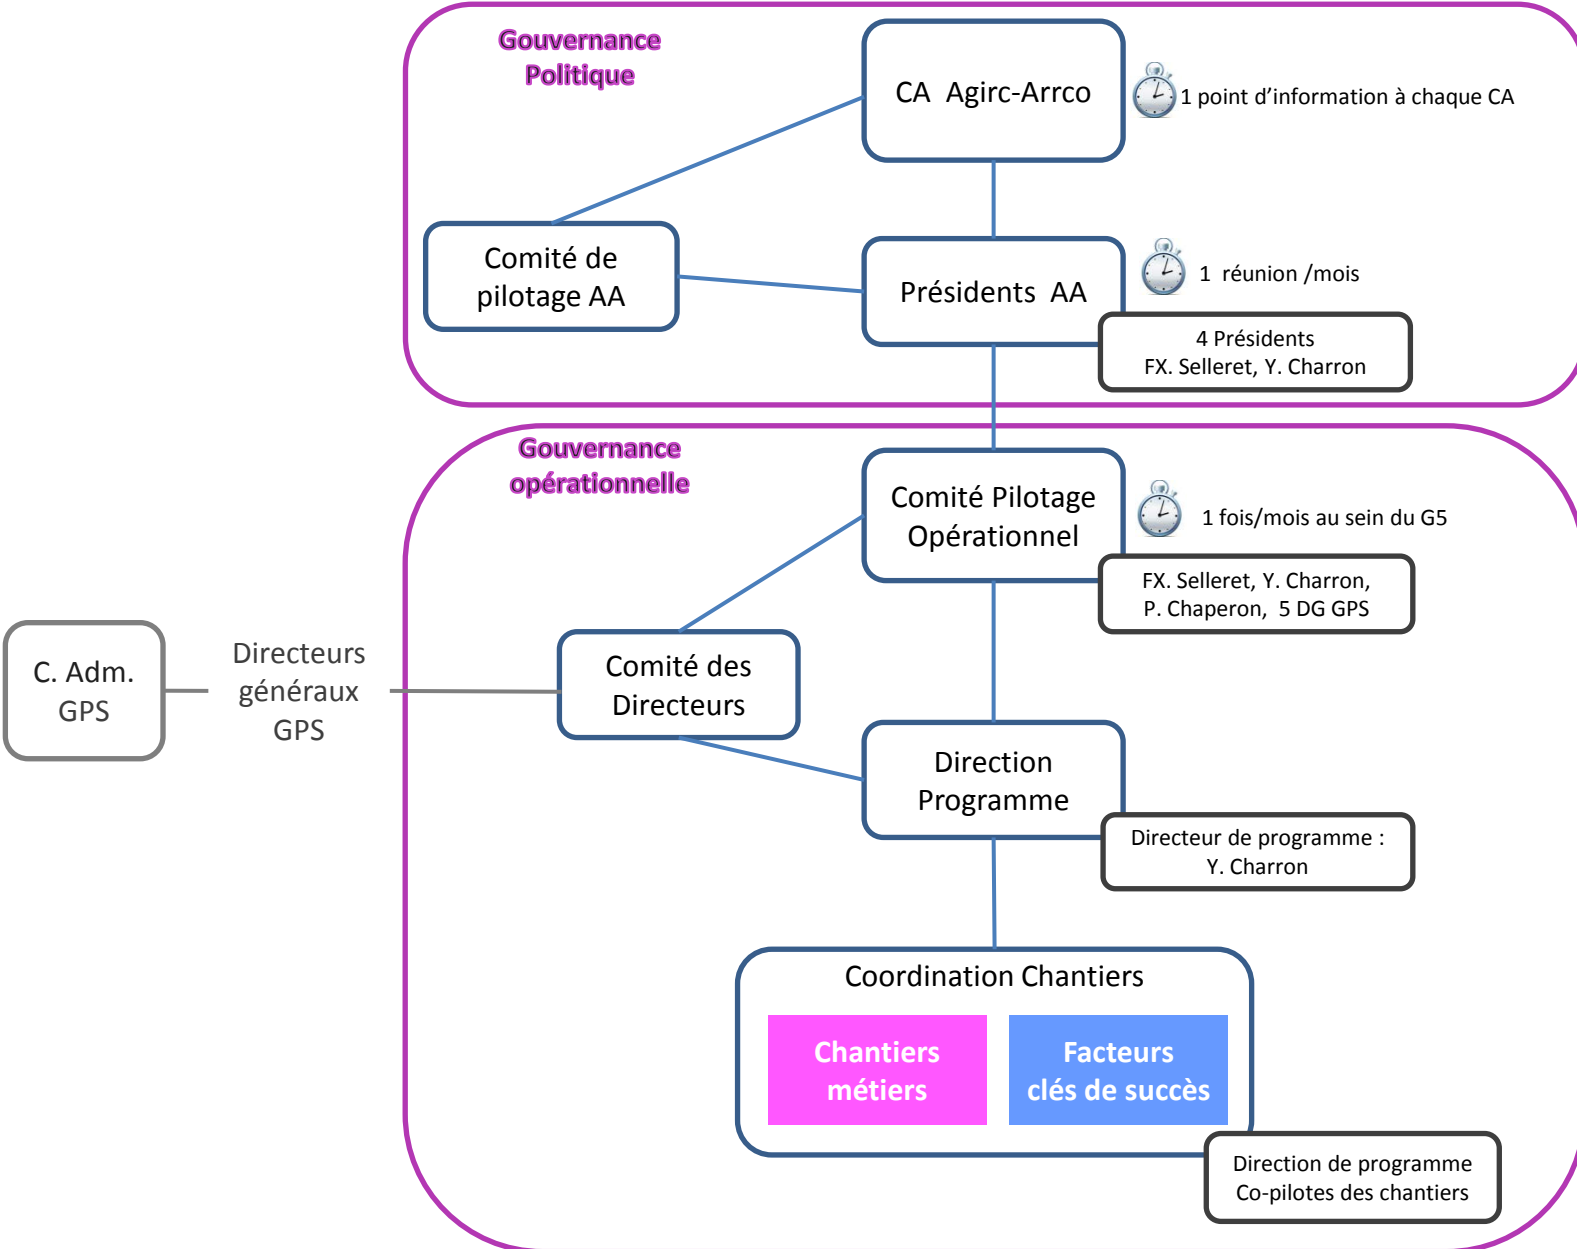 Gouvernance
Politique
CA  Agirc-Arrco
1 point d’information à chaque CA
Comité de
pilotage AA
Présidents  AA
1  réunion /mois
4 Présidents
FX. Selleret, Y. Charron
Gouvernance
opérationnelle
Comité Pilotage
Opérationnel
1 fois/mois au sein du G5
FX. Selleret, Y. Charron,
P. Chaperon,  5 DG GPS
C. Adm.
GPS
Directeurs
généraux
GPS
Comité des
Directeurs
Direction
Programme
Directeur de programme :
Y. Charron
Coordination Chantiers
Chantiers
métiers
Facteurs
clés de succès
Direction de programme
Co-pilotes des chantiers